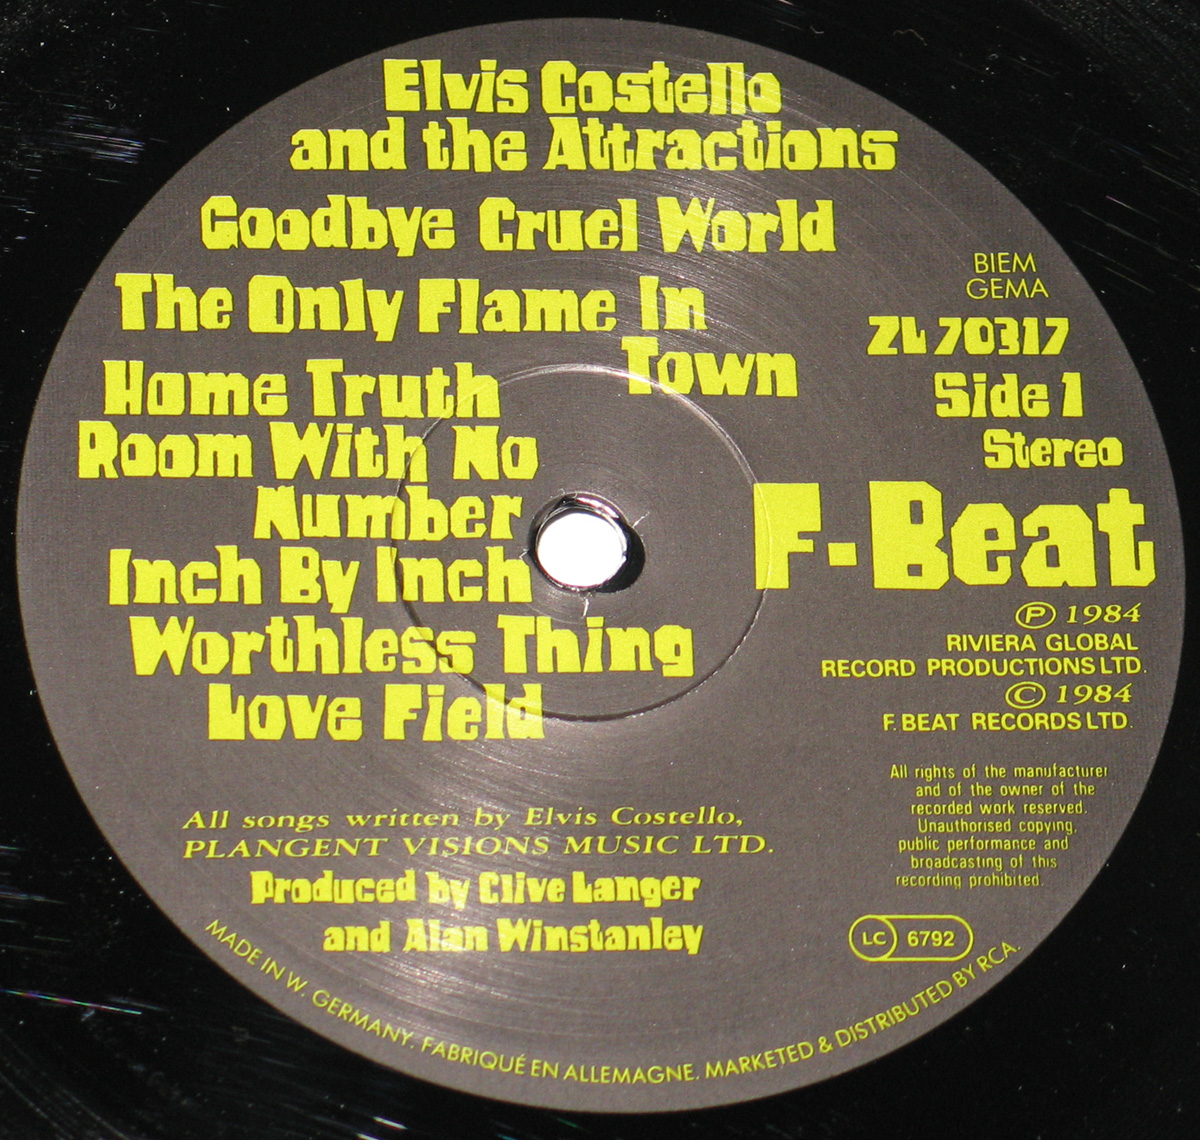 Elvis Costello
and the Attractions
Goodbye Cruel World
The Only Flame In
Town
Home Truth
Room With No
Number
Inch By Inch
Worthless Thing
Love Field
BIEM
GEMA
ZL 70317
Side 1
Stereo
F-Beat
Ⓟ 1984
RIVIERA GLOBAL
RECORD PRODUCTIONS LTD.
© 1984
F. BEAT RECORDS LTD.
All rights of the manufacturer
and of the owner of the
recorded work reserved.
Unauthorised copying,
public performance and
broadcasting of this
recording prohibited.
All songs written by Elvis Costello,
PLANGENT VISIONS MUSIC LTD.
Produced by Clive Langer
and Alan Winstanley
LC 6792
MADE IN W. GERMANY. FABRIQUÉ EN ALLEMAGNE. MARKETED & DISTRIBUTED BY RCA.